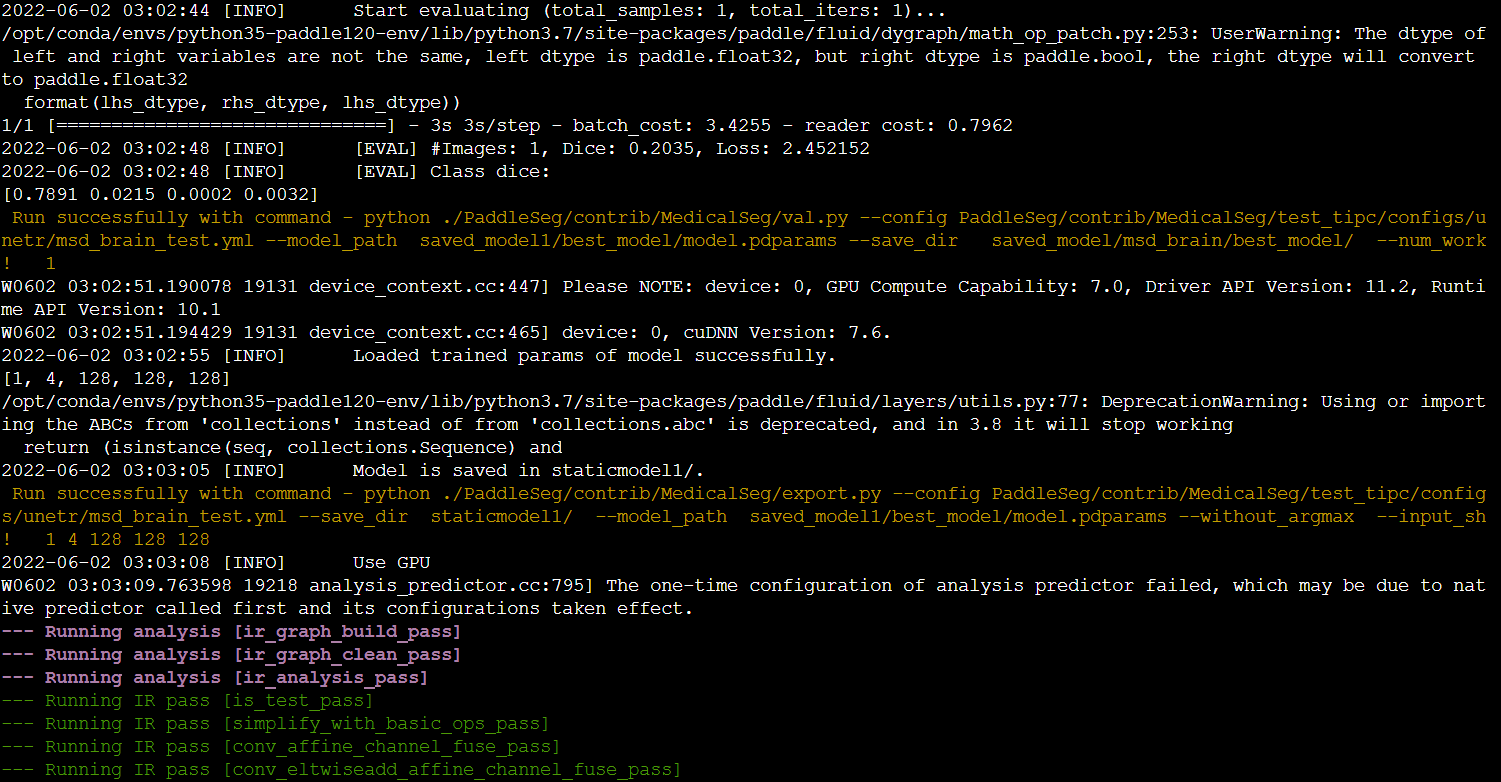 2022-06-02 03:02:44 [INFO]      Start evaluating (total_samples: 1, total_iters: 1)...
/opt/conda/envs/python35-paddle120-env/lib/python3.7/site-packages/paddle/fluid/dygraph/math_op_patch.py:253: UserWarning: The dtype of
 left and right variables are not the same, left dtype is paddle.float32, but right dtype is paddle.bool, the right dtype will convert
to paddle.float32
  format(lhs_dtype, rhs_dtype, lhs_dtype))
1/1 [==============================] - 3s 3s/step - batch_cost: 3.4255 - reader cost: 0.7962
2022-06-02 03:02:48 [INFO]      [EVAL] #Images: 1, Dice: 0.2035, Loss: 2.452152
2022-06-02 03:02:48 [INFO]      [EVAL] Class dice:
[0.7891 0.0215 0.0002 0.0032]
 Run successfully with command - python ./PaddleSeg/contrib/MedicalSeg/val.py --config PaddleSeg/contrib/MedicalSeg/test_tipc/configs/u
netr/msd_brain_test.yml --model_path  saved_model1/best_model/model.pdparams --save_dir   saved_model/msd_brain/best_model/  --num_work
!   1
W0602 03:02:51.190078 19131 device_context.cc:447] Please NOTE: device: 0, GPU Compute Capability: 7.0, Driver API Version: 11.2, Runti
me API Version: 10.1
W0602 03:02:51.194429 19131 device_context.cc:465] device: 0, cuDNN Version: 7.6.
2022-06-02 03:02:55 [INFO]      Loaded trained params of model successfully.
[1, 4, 128, 128, 128]
/opt/conda/envs/python35-paddle120-env/lib/python3.7/site-packages/paddle/fluid/layers/utils.py:77: DeprecationWarning: Using or import
ing the ABCs from 'collections' instead of from 'collections.abc' is deprecated, and in 3.8 it will stop working
  return (isinstance(seq, collections.Sequence) and
2022-06-02 03:03:05 [INFO]      Model is saved in staticmodel1/.
 Run successfully with command - python ./PaddleSeg/contrib/MedicalSeg/export.py --config PaddleSeg/contrib/MedicalSeg/test_tipc/config
s/unetr/msd_brain_test.yml --save_dir  staticmodel1/  --model_path  saved_model1/best_model/model.pdparams --without_argmax  --input_sh
!   1 4 128 128 128
2022-06-02 03:03:08 [INFO]      Use GPU
W0602 03:03:09.763598 19218 analysis_predictor.cc:795] The one-time configuration of analysis predictor failed, which may be due to nat
ive predictor called first and its configurations taken effect.
--- Running analysis [ir_graph_build_pass]
--- Running analysis [ir_graph_clean_pass]
--- Running analysis [ir_analysis_pass]
--- Running IR pass [is_test_pass]
--- Running IR pass [simplify_with_basic_ops_pass]
--- Running IR pass [conv_affine_channel_fuse_pass]
--- Running IR pass [conv_eltwiseadd_affine_channel_fuse_pass]